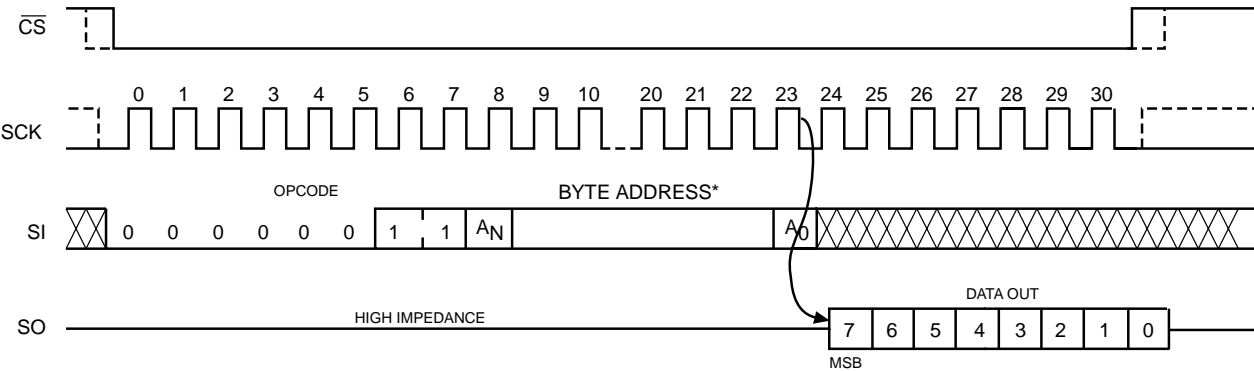 CS
0 1 2 3 4 5 6 7 8 9 10 20 21 22 23 24 25 26 27 28 29 30
SCK
OPCODE BYTE ADDRESS*
SI 0 0 0 0 0 0 1 1 AN A0
DATA OUT
SO HIGH IMPEDANCE 7 6 5 4 3 2 1 0
MSB